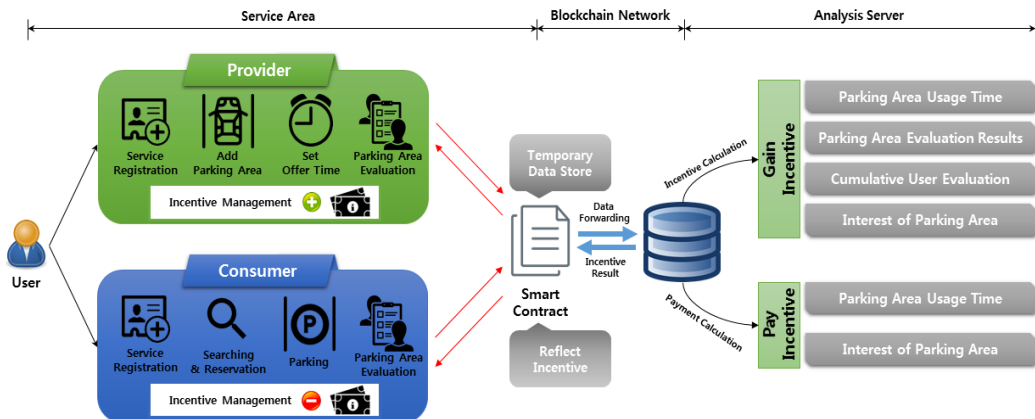 Service Area
Blockchain Network
Analysis Server
Provider
Service
Registration
Add
Parking Area
Set
Offer Time
Parking Area
Evaluation
Incentive Management
User
Consumer
Service
Registration
Searching
& Reservation
P
Parking
Parking Area
Evaluation
Incentive Management
Temporary
Data Store
Smart
Contract
Reflect
Incentive
Data
Forwarding
Incentive
Result
Incentive Calculation
Payment Calculation
Gain
Incentive
Parking Area Usage Time
Parking Area Evaluation Results
Cumulative User Evaluation
Interest of Parking Area
Pay
Incentive
Parking Area Usage Time
Interest of Parking Area